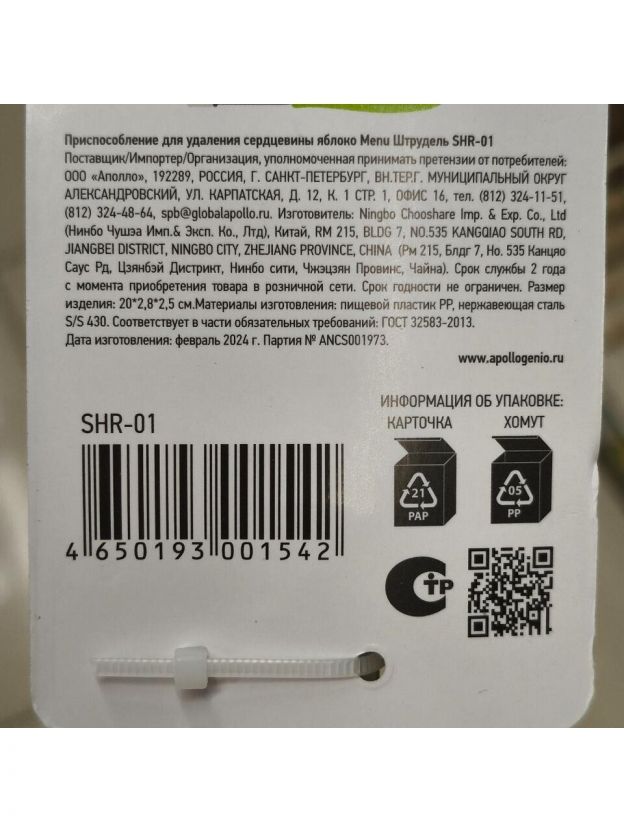 Приспособление для удаления сердцевины яблоко Menu Штрудель SHR-01
Поставщик/Импортер/Организация, уполномоченная принимать претензии от потребителей:
ООО «Аполло», 192289, РОССИЯ, Г. САНКТ-ПЕТЕРБУРГ, ВН.ТЕР.Г. МУНИЦИПАЛЬНЫЙ ОКРУГ
АЛЕКСАНДРОВСКИЙ, УЛ. КАРПАТСКАЯ, Д. 12, К. 1 СТР. 1, ОФИС 16, тел. (812) 324-11-51,
(812) 324-48-64, spb@globalapollo.ru. Изготовитель: Ningbo Chooshare Imp. & Exp. Co., Ltd
(Нинбо Чушэа Имп.& Эксп. Ко., Лтд), Китай, RM 215, BLDG 7, NO.535 KANGQIAO SOUTH RD,
JIANGBEI DISTRICT, NINGBO CITY, ZHEJIANG PROVINCE, CHINA (Рм 215, Блдг 7, Но. 535 Канцяо
Саус Рд, Цзянбэй Дистрикт, Нинбо сити, Чжэцзян Провинс, Чайна). Срок службы 2 года
с момента приобретения товара в розничной сети. Срок годности не ограничен. Размер
изделия: 20*2,8*2,5 см.Материалы изготовления: пищевой пластик PP, нержавеющая сталь
S/S 430. Соответствует в части обязательных требований: ГОСТ 32583-2013.
Дата изготовления: февраль 2024 г. Партия № ANCS001973.
www.apollogenio.ru
ИНФОРМАЦИЯ ОБ УПАКОВКЕ:
КАРТОЧКА ХОМУТ
SHR-01
21 05
PAP PP
4 650193 001542
СТР